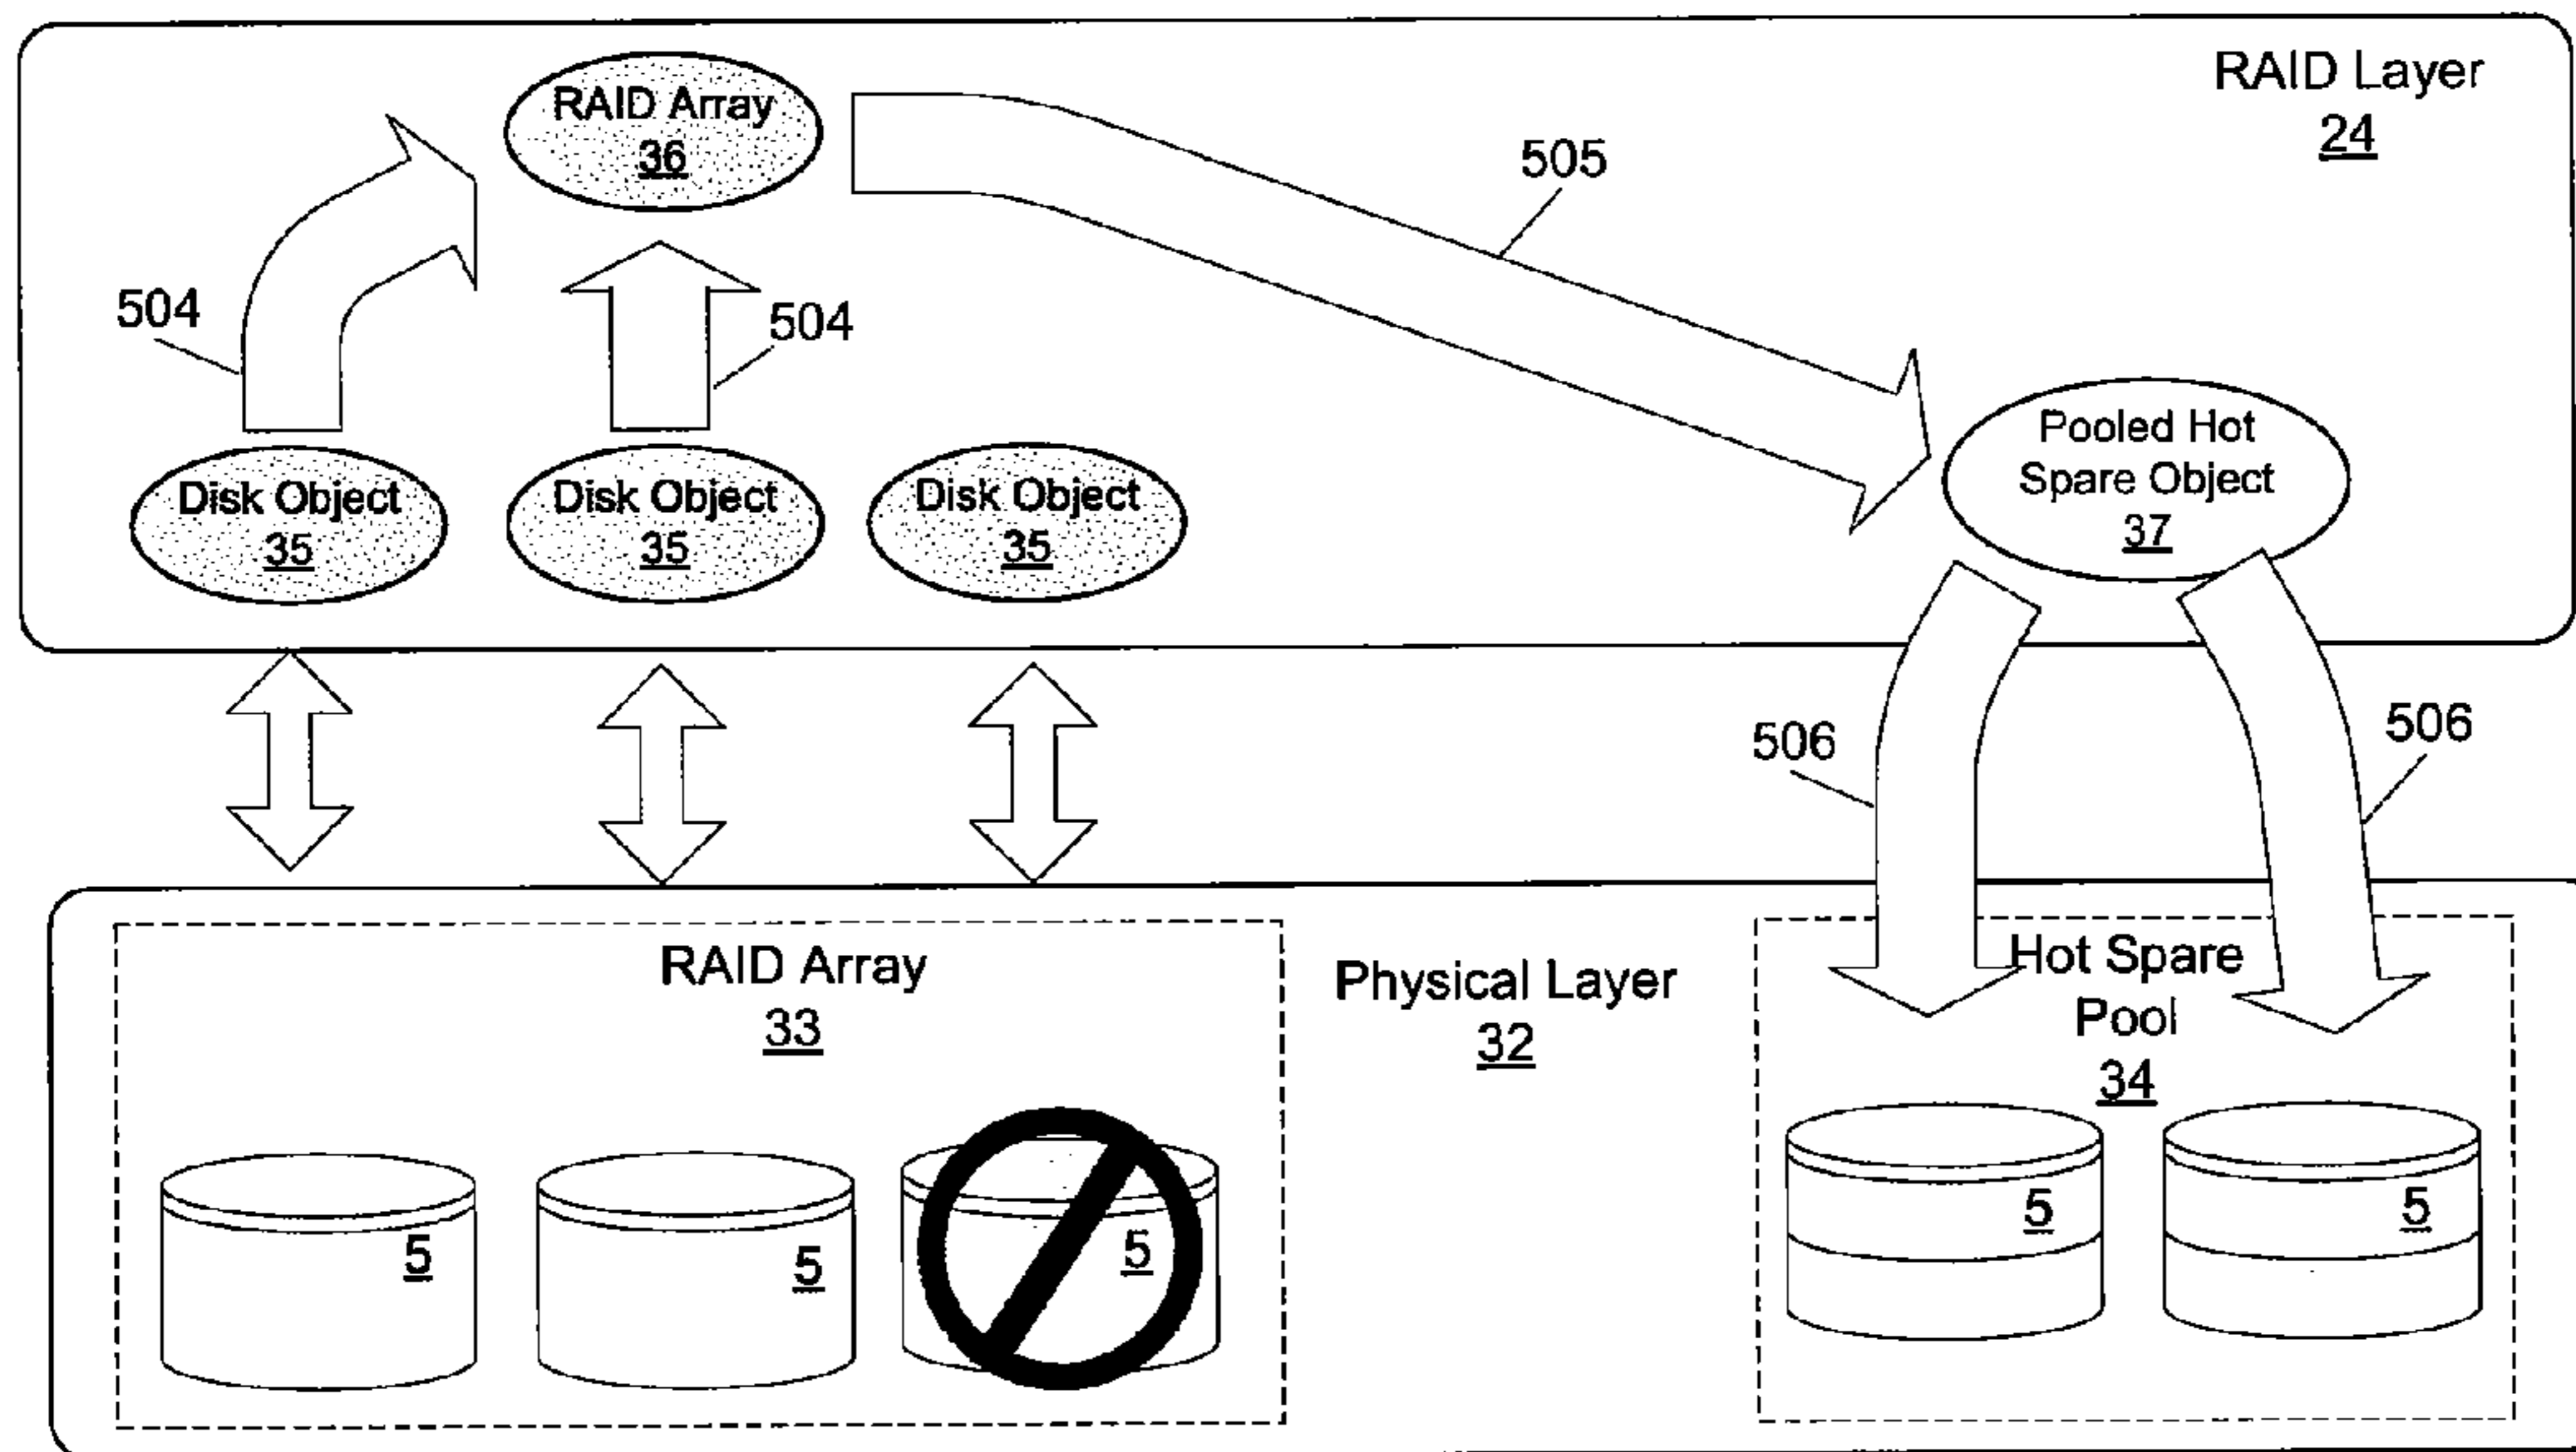 RAID Layer
24
RAID Array
36
505
504
504
Pooled Hot
Spare Object
37
Disk Object
35
Disk Object
35
Disk Object
35
506
506
RAID Array
33
Physical Layer
32
Hot Spare
Pool
34
5
5
5
5
5